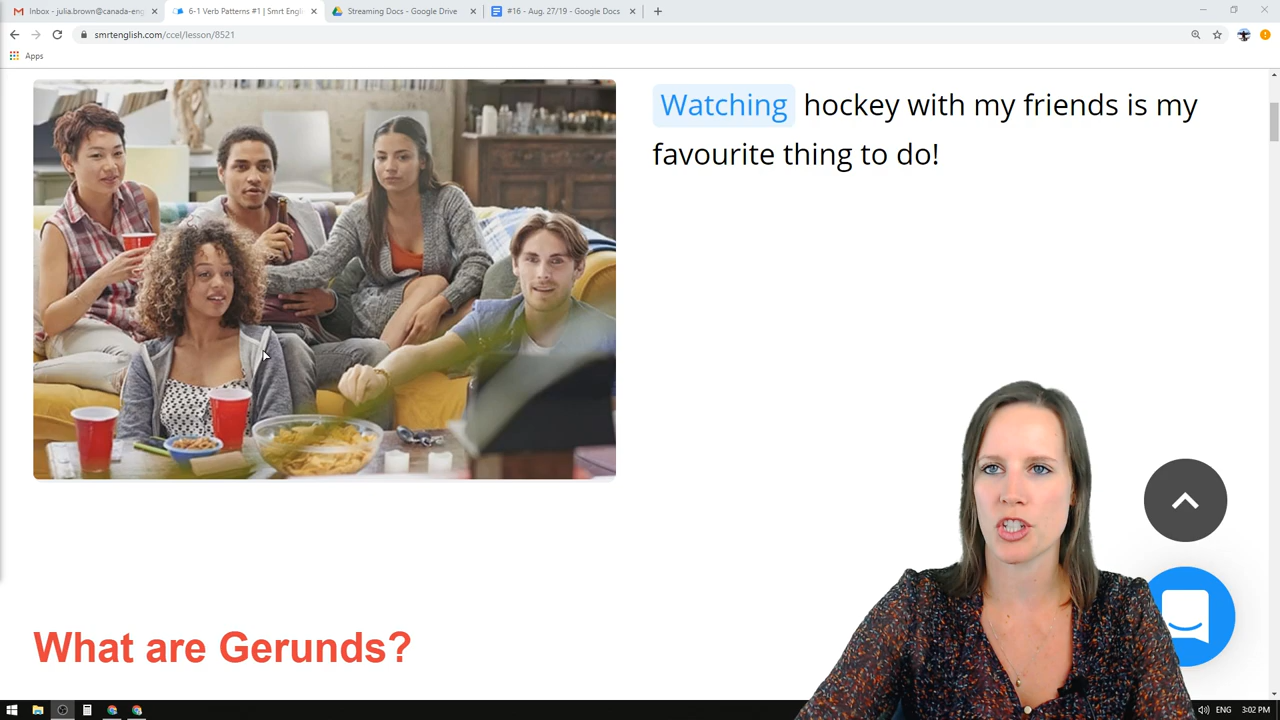 Inbox - julia.brown@canada-eng
6-1 Verb Patterns #1 | Smrt Engl
Streaming Docs - Google Drive
#16 - Aug. 27/19 - Google Docs
smrtenglish.com/ccel/lesson/8521
Apps
Watching hockey with my friends is my
favourite thing to do!
What are Gerunds?
ENG
3:02 PM